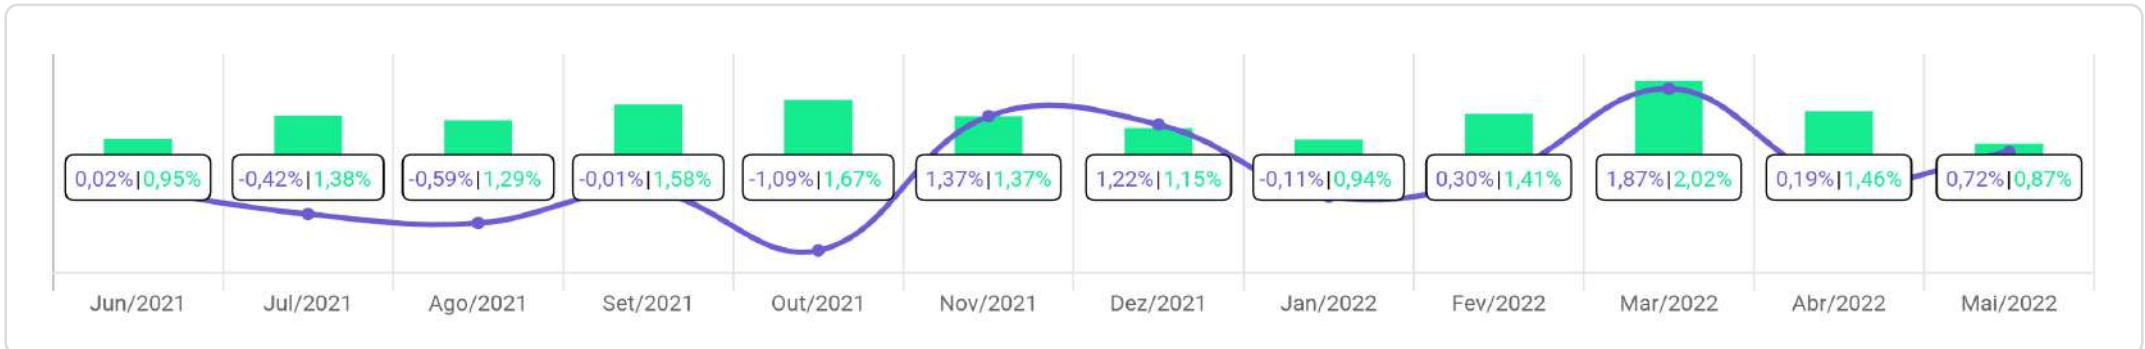 0,02%|0,95% -0,42%|1,38% -0,59%|1,29% -0,01%|1,58% -1,09%|1,67% 1,37%|1,37% 1,22%|1,15% -0,11%|0,94% 0,30%|1,41% 1,87%|2,02% 0,19%|1,46% 0,72%|0,87%
Jun/2021 Jul/2021 Ago/2021 Set/2021 Out/2021 Nov/2021 Dez/2021 Jan/2022 Fev/2022 Mar/2022 Abr/2022 Mai/2022